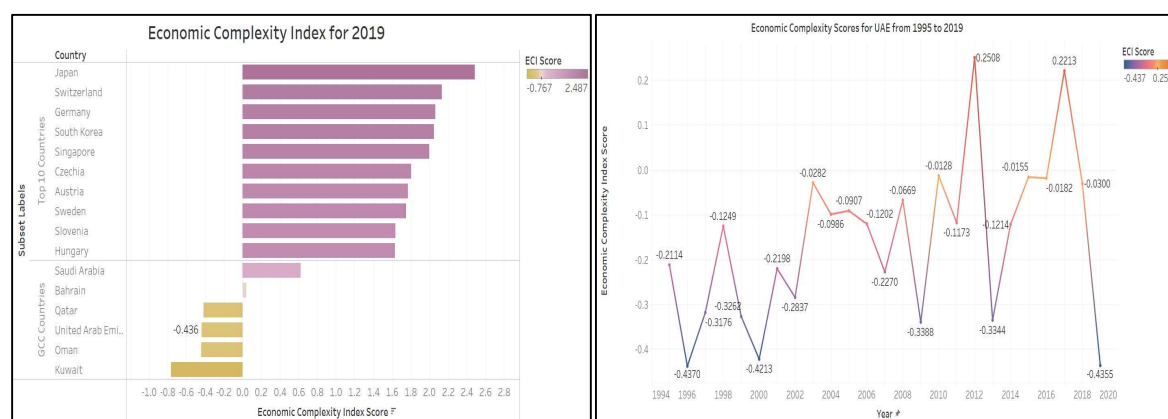 Economic Complexity Index for 2019
Country
Subset Labels
Top 10 Countries
Japan
Switzerland
Germany
South Korea
Singapore
Czechia
Austria
Sweden
Slovenia
Hungary
GCC Countries
Saudi Arabia
Bahrain
Qatar
United Arab Emi.. -0.436
Oman
Kuwait
-1.0 -0.8 -0.6 -0.4 -0.2 0.0 0.2 0.4 0.6 0.8 1.0 1.2 1.4 1.6 1.8 2.0 2.2 2.4 2.6 2.8
Economic Complexity Index Score
ECI Score
-0.767 2.487
Economic Complexity Scores for UAE from 1995 to 2019
Economic Complexity Index Score
0.2
0.1
0.0
-0.1
-0.2
-0.3
-0.4
-0.2114
-0.4370
-0.3176
-0.1249
-0.3262
-0.4213
-0.2198
-0.2837
-0.0282
-0.0986
-0.0907
-0.1202
-0.2270
-0.0669
-0.3388
-0.0128
-0.1173
0.2508
-0.3344
-0.1214
-0.0155
-0.0182
0.2213
-0.0300
-0.4355
1994 1996 1998 2000 2002 2004 2006 2008 2010 2012 2014 2016 2018 2020
Year
ECI Score
-0.437 0.25